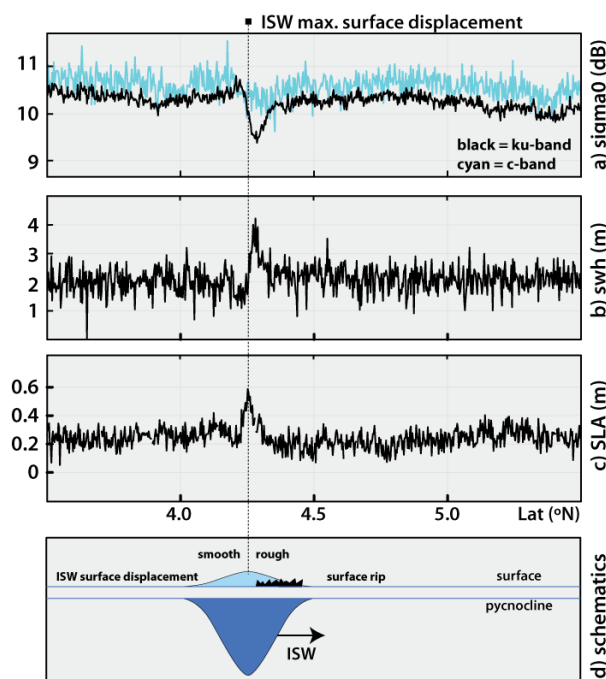 ISW max. surface displacement
11
10
9
black = ku-band
cyan = c-band
a) sigma0 (dB)
4
3
2
1
b) swh (m)
0.6
0.4
0.2
0
c) SLA (m)
4.0
4.5
5.0
Lat (ºN)
smooth rough
ISW surface displacement
surface rip
surface
pycnocline
ISW
d) schematics